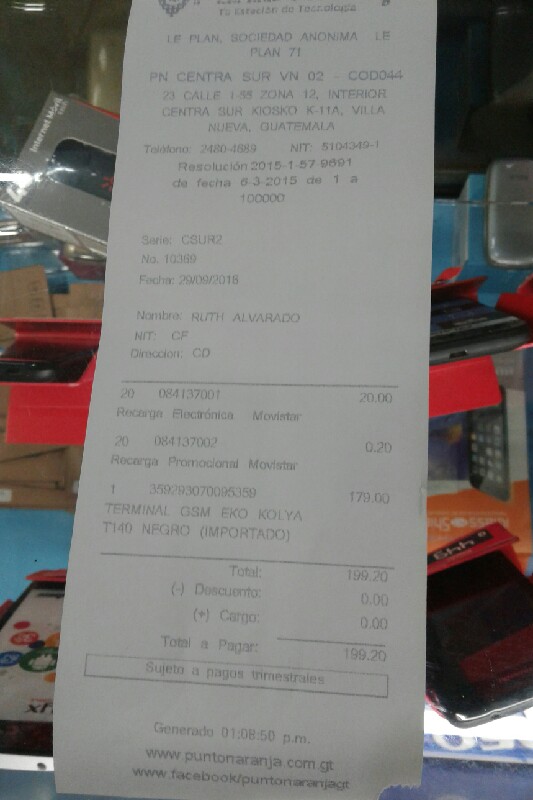 Tu Estación de Tecnología
LE PLAN, SOCIEDAD ANONIMA LE
PLAN 71
PN CENTRA SUR VN 02 - COD044
23 CALLE 1-55 ZONA 12, INTERIOR
CENTRA SUR KIOSKO K-11A, VILLA
NUEVA, GUATEMALA
Teléfono: 2480-4889 NIT: 5104349-1
Resolución 2015-1-57-9691
de fecha 6-3-2015 de 1 a
100000
Serie: CSUR2
No. 10389
Fecha: 29/09/2016
Nombre: RUTH ALVARADO
NIT: CF
Direccion: CD
20 084137001 20.00
Recarga Electrónica Movistar
20 084137002 0.20
Recarga Promocional Movistar
1 359293070095359 179.00
TERMINAL GSM EKO KOLYA
T140 NEGRO (IMPORTADO)
Total: 199.20
(-) Descuento: 0.00
(+) Cargo: 0.00
Total a Pagar: 199.20
Sujeto a pagos trimestrales
Generado 01:08:50 p.m.
www.puntonaranja.com.gt
www.facebook/puntonaranjagt
Internet Móvil